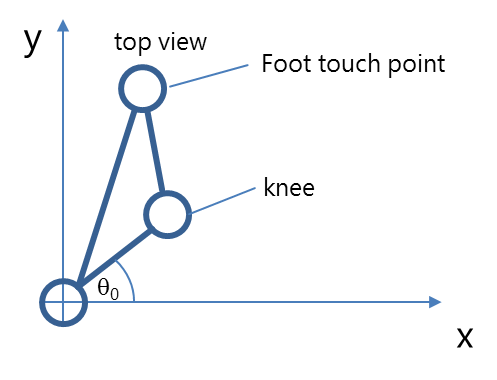 y
top view
Foot touch point
knee
θ0
x